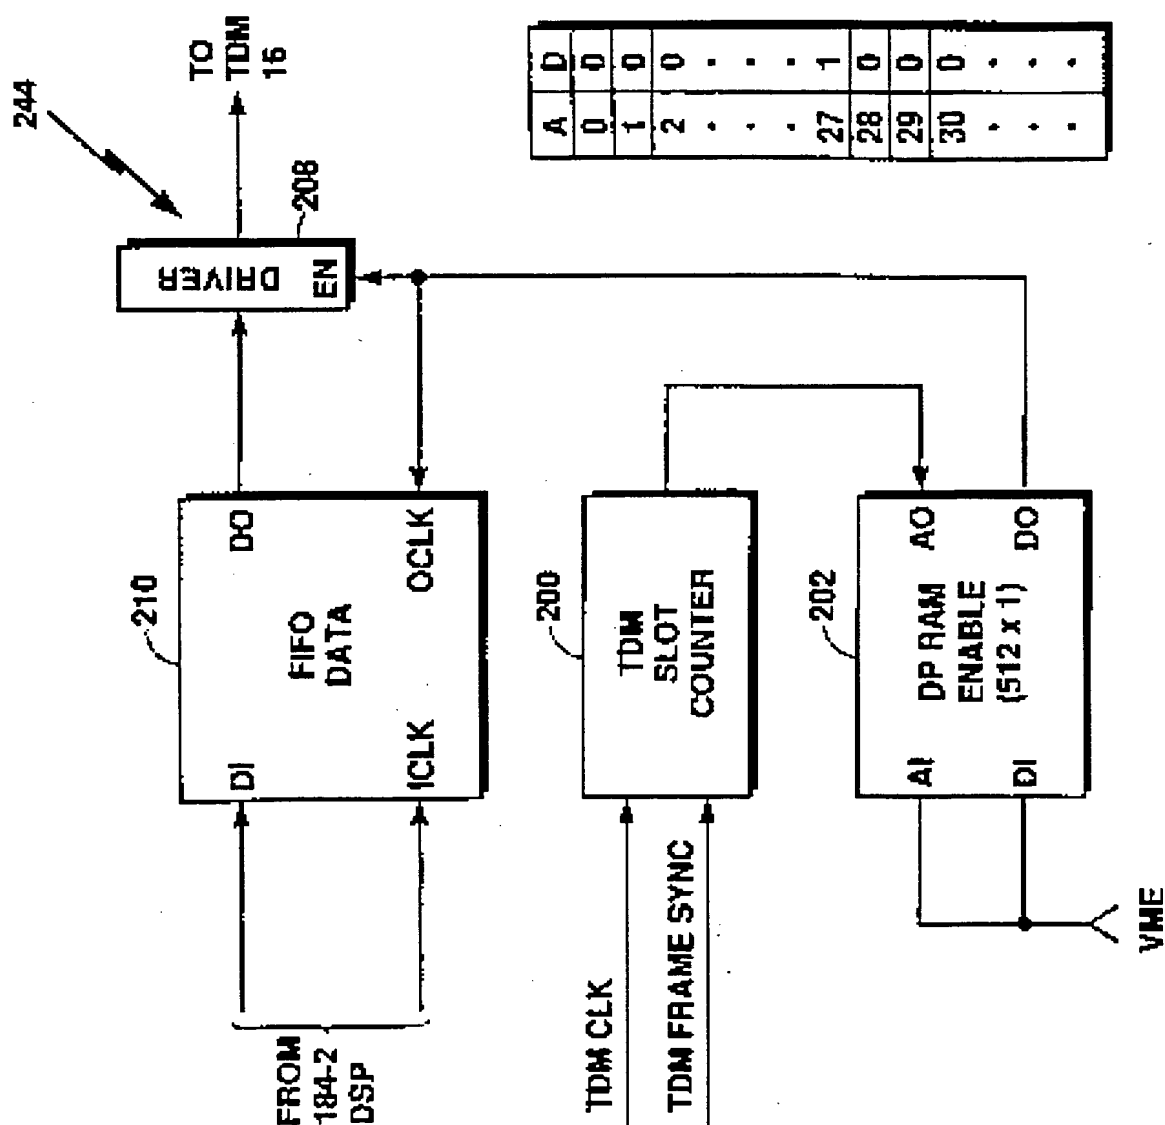 244
TO
TDM
16
DRIVER
EN
208
210
DI
DO
FIFO
DATA
1CLK
OCLK
FROM
184-2
DSP
200
TDM
SLOT
COUNTER
TDM CLK
TDM FRAME SYNC
202
AI
AO
DP RAM
ENABLE
(512 x 1)
DI
DO
VME
A D
0 0
1 0
2 0
· ·
· ·
· ·
27 1
28 0
29 0
30 0
· ·
· ·
· ·